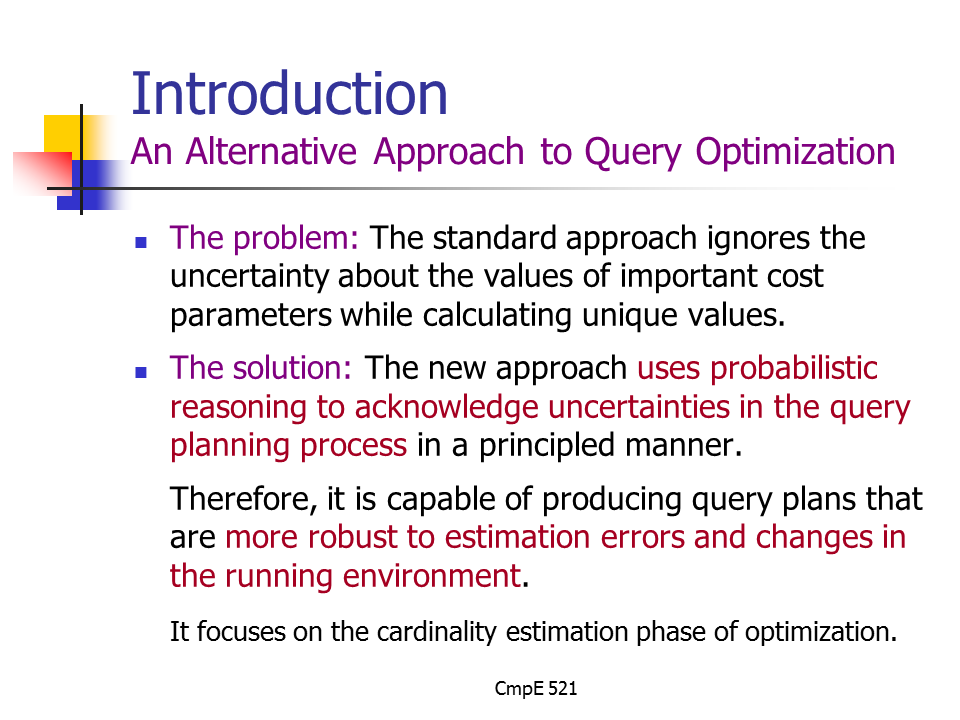 Introduction
An Alternative Approach to Query Optimization
The problem: The standard approach ignores the
uncertainty about the values of important cost
parameters while calculating unique values.
The solution: The new approach uses probabilistic
reasoning to acknowledge uncertainties in the query
planning process in a principled manner.
Therefore, it is capable of producing query plans that
are more robust to estimation errors and changes in
the running environment.
It focuses on the cardinality estimation phase of optimization.
CmpE 521